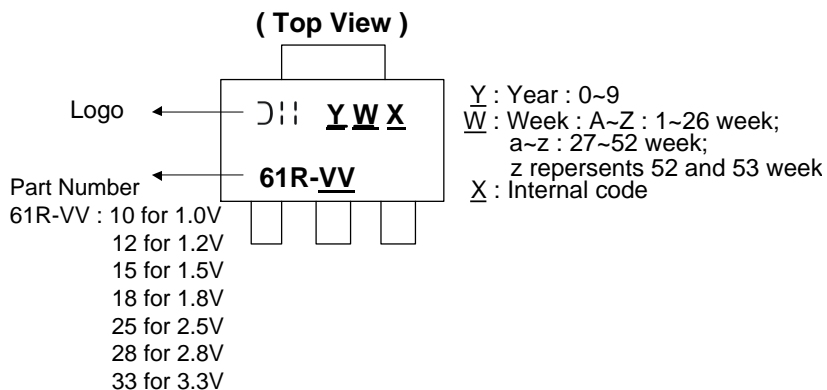 ( Top View )
Logo
Y W X
61R-VV
Y : Year : 0~9
W : Week : A~Z : 1~26 week;
a~z : 27~52 week;
z repersents 52 and 53 week
X : Internal code
Part Number
61R-VV : 10 for 1.0V
12 for 1.2V
15 for 1.5V
18 for 1.8V
25 for 2.5V
28 for 2.8V
33 for 3.3V